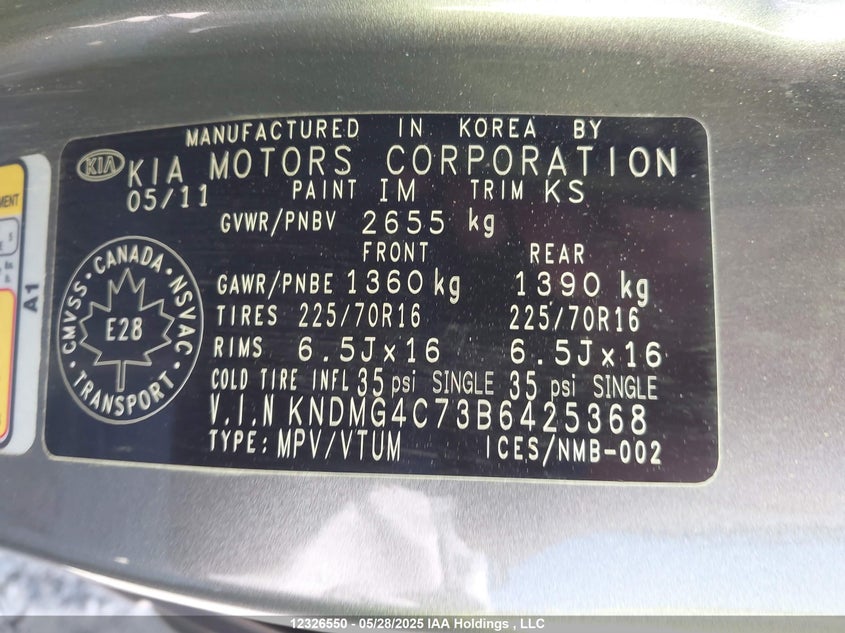 MANUFACTURED IN KOREA BY
KIA KIA MOTORS CORPORATION
05/11 PAINT IM TRIM KS
GVWR/PNBV 2655 kg
FRONT REAR
GAWR/PNBE 1360 kg 1390 kg
TIRES 225/70R16 225/70R16
RIMS 6.5J x 16 6.5J x 16
COLD TIRE INFL 35 psi SINGLE 35 psi SINGLE
V.I.N KNDMG4C73B6425368
TYPE: MPV/VTUM ICES/NMB-002
CMVSS · CANADA · NSVAC · TRANSPORT ·
E28
MENT
A1
12326550 - 05/28/2025 IAA Holdings , LLC